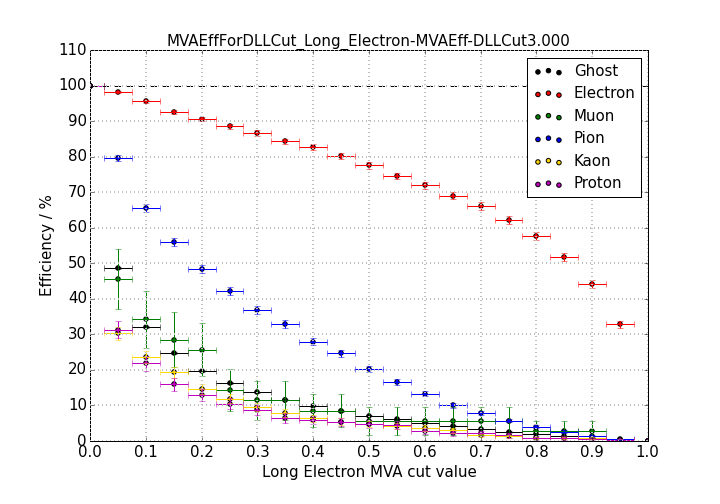 MVAEffForDLLCut_Long_Electron-MVAEff-DLLCut3.000
110
100
90
80
70
60
50
40
30
20
10
0
Efficiency / %
Ghost
Electron
Muon
Pion
Kaon
Proton
0.0 0.1 0.2 0.3 0.4 0.5 0.6 0.7 0.8 0.9 1.0
Long Electron MVA cut value